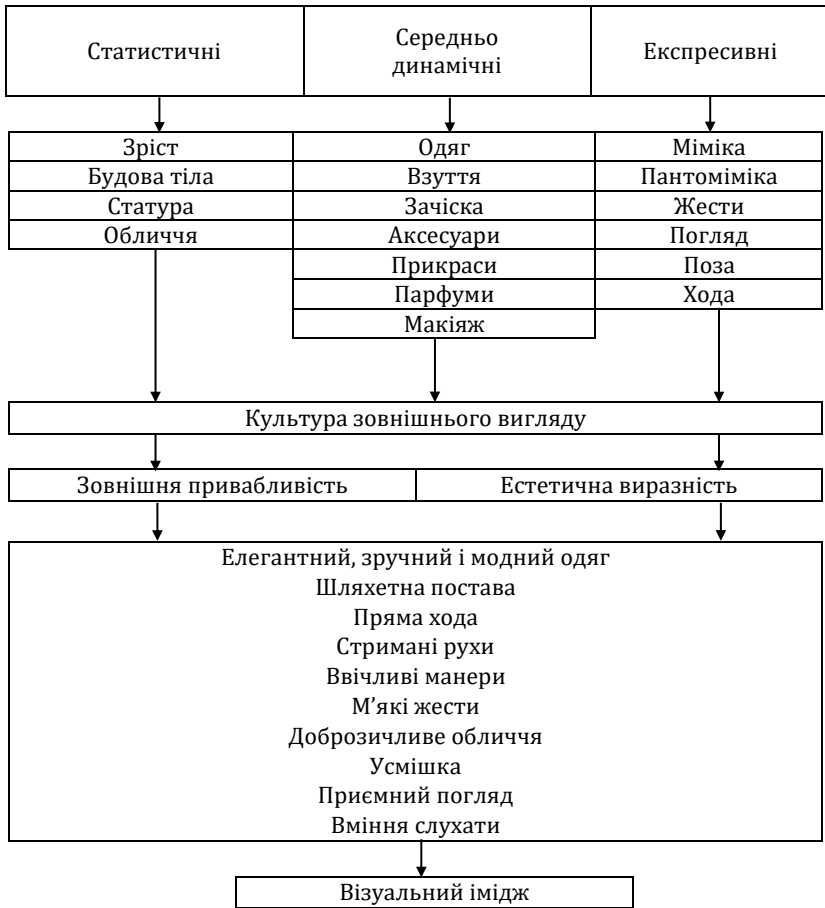 Статистичні
Середньо
динамічні
Експресивні
Зріст
Будова тіла
Статура
Обличчя
Одяг
Взуття
Зачіска
Аксесуари
Прикраси
Парфуми
Макіяж
Міміка
Пантоміміка
Жести
Погляд
Поза
Хода
Культура зовнішнього вигляду
Зовнішня привабливість
Естетична виразність
Елегантний, зручний і модний одяг
Шляхетна постава
Пряма хода
Стримані рухи
Ввічливі манери
М’які жести
Доброзичливе обличчя
Усмішка
Приємний погляд
Вміння слухати
Візуальний імідж